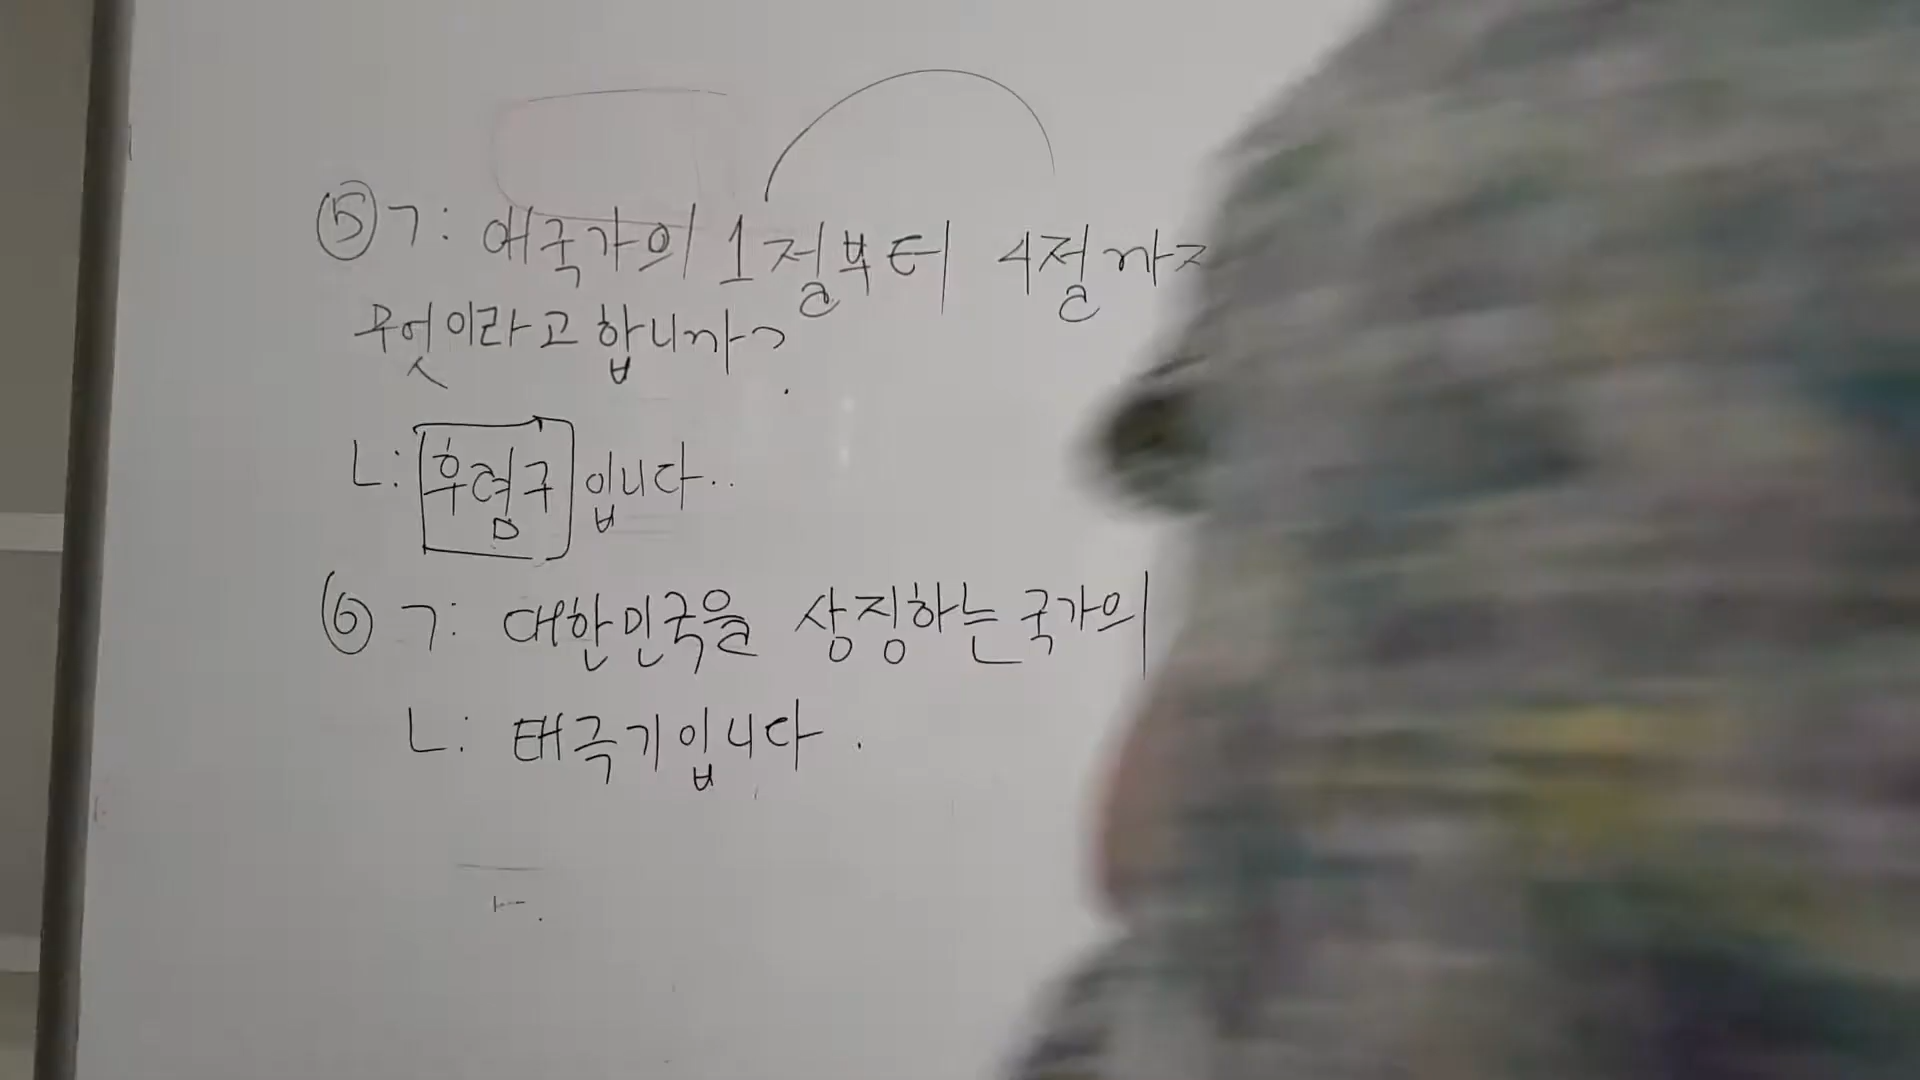 ⑤ ㄱ: 애국가의 1절부터 4절까지
무엇이라고 합니까?
ㄴ: 후렴구 입니다..
⑥ ㄱ: 대한민국을 상징하는 국가의
ㄴ: 태극기입니다.